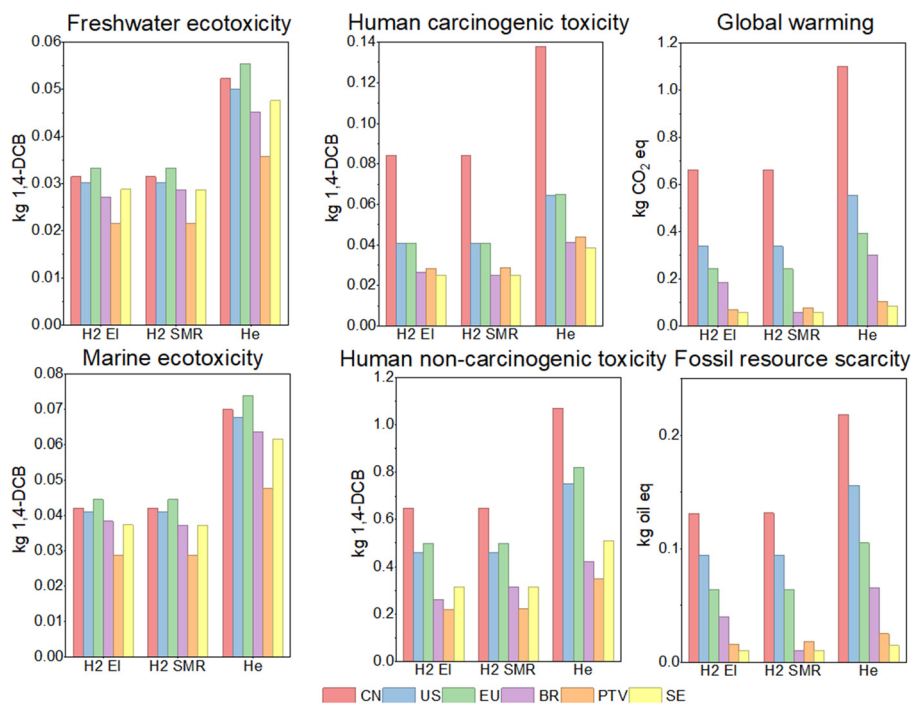 Freshwater ecotoxicity
kg 1,4-DCB
0.06
0.05
0.04
0.03
0.02
0.01
0.00
H2 El
H2 SMR
He
Human carcinogenic toxicity
kg 1,4-DCB
0.14
0.12
0.10
0.08
0.06
0.04
0.02
0.00
H2 El
H2 SMR
He
Global warming
kg CO2 eq
1.2
1.0
0.8
0.6
0.4
0.2
0.0
H2 El
H2 SMR
He
Marine ecotoxicity
kg 1,4-DCB
0.08
0.07
0.06
0.05
0.04
0.03
0.02
0.01
0.00
H2 El
H2 SMR
He
Human non-carcinogenic toxicity
kg 1,4-DCB
1.2
1.0
0.8
0.6
0.4
0.2
0.0
H2 El
H2 SMR
He
Fossil resource scarcity
kg oil eq
0.2
0.1
0.0
H2 El
H2 SMR
He
CN US EU BR PTV SE